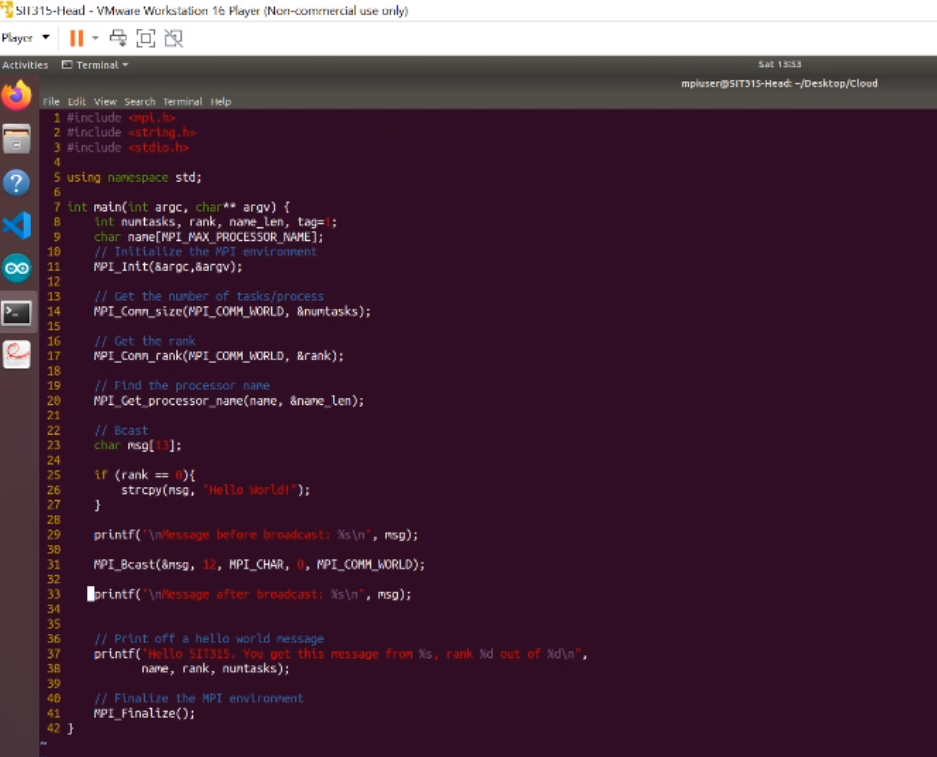 SIT315-Head - VMware Workstation 16 Player (Non-commercial use only)
Player
Activities Terminal Sat 13:53
mpiuser@SIT315-Head: ~/Desktop/Cloud
File Edit View Search Terminal Help
1 #include <mpi.h>
2 #include <string.h>
3 #include <stdio.h>
4
5 using namespace std;
6
7 int main(int argc, char** argv) {
8 int numtasks, rank, name_len, tag=1;
9 char name[MPI_MAX_PROCESSOR_NAME];
10 // Initialize the MPI environment
11 MPI_Init(&argc,&argv);
12
13 // Get the number of tasks/process
14 MPI_Comm_size(MPI_COMM_WORLD, &numtasks);
15
16 // Get the rank
17 MPI_Comm_rank(MPI_COMM_WORLD, &rank);
18
19 // Find the processor name
20 MPI_Get_processor_name(name, &name_len);
21
22 // Bcast
23 char msg[13];
24
25 if (rank == 0){
26 strcpy(msg, "Hello World!");
27 }
28
29 printf("\nMessage before broadcast: %s\n", msg);
30
31 MPI_Bcast(&msg, 12, MPI_CHAR, 0, MPI_COMM_WORLD);
32
33 printf("\nMessage after broadcast: %s\n", msg);
34
35
36 // Print off a hello world message
37 printf("Hello SIT315. You get this message from %s, rank %d out of %d\n",
38 name, rank, numtasks);
39
40 // Finalize the MPI environment
41 MPI_Finalize();
42 }
~